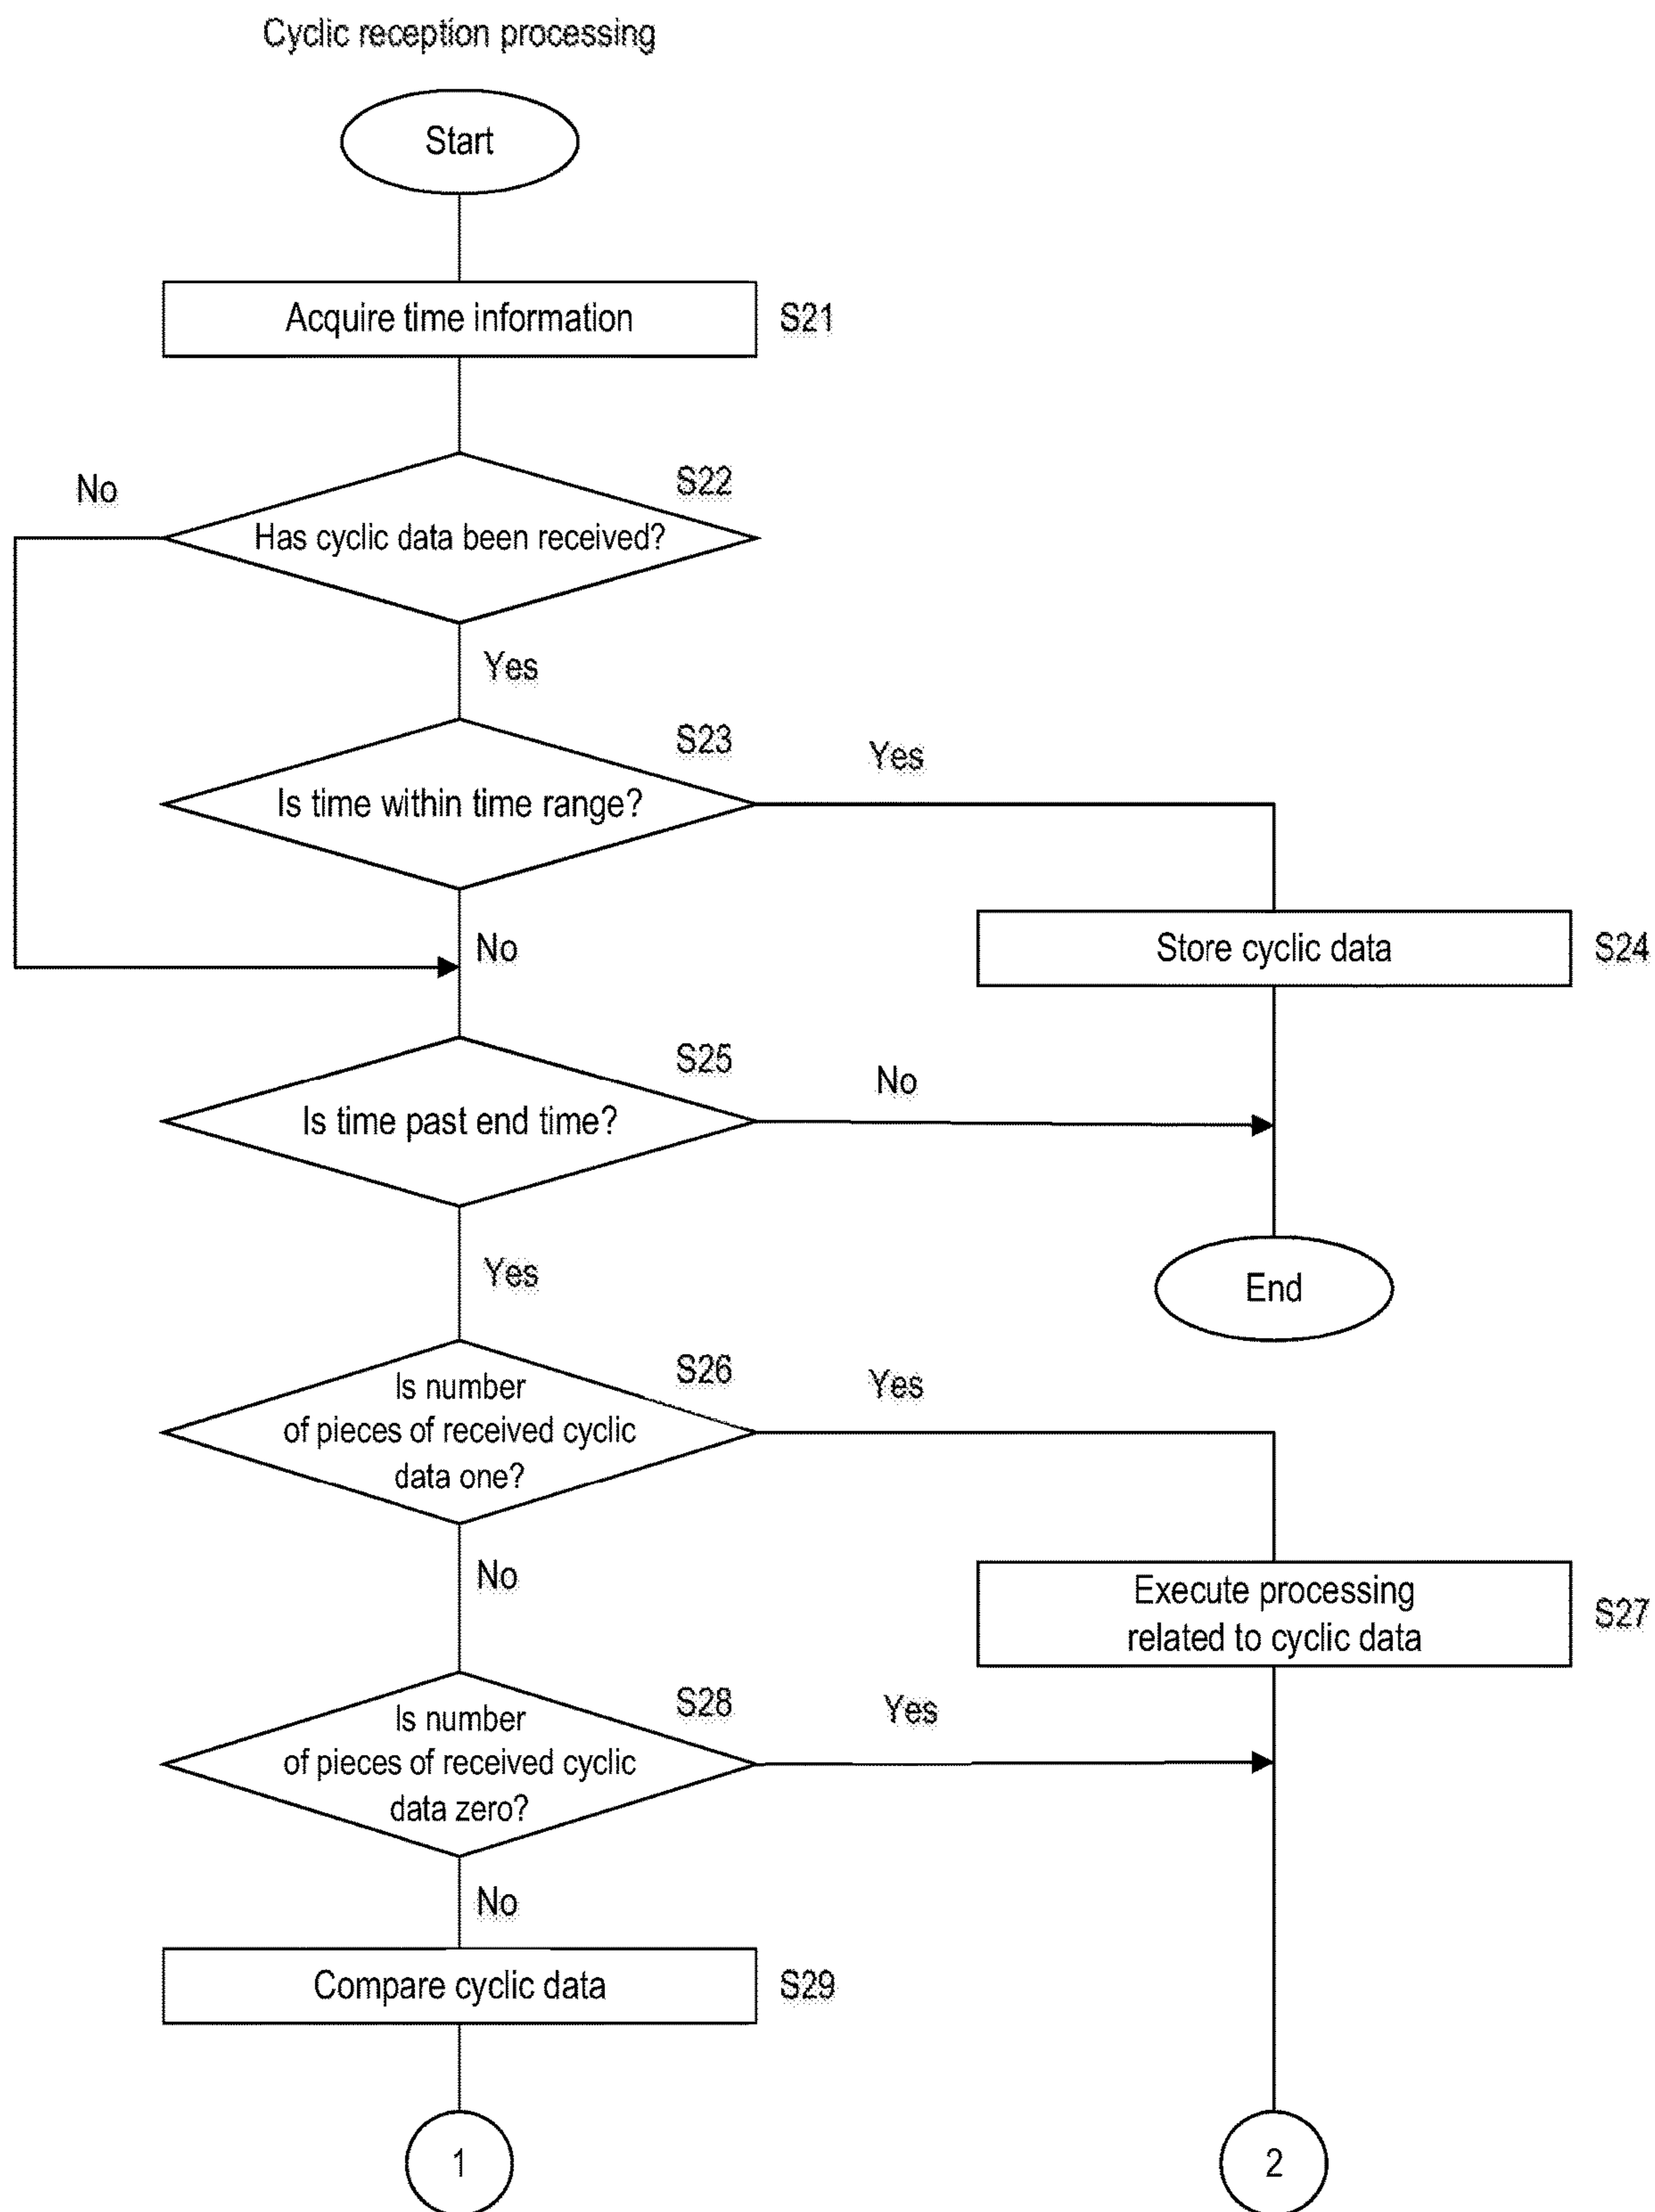 Cyclic reception processing
Start
Acquire time information
S21
S22
No
Has cyclic data been received?
Yes
S23
Yes
Is time within time range?
No
Store cyclic data
S24
S25
No
Is time past end time?
Yes
End
S26
Yes
Is number
of pieces of received cyclic
data one?
No
Execute processing
related to cyclic data
S27
S28
Yes
Is number
of pieces of received cyclic
data zero?
No
Compare cyclic data
S29
1
2